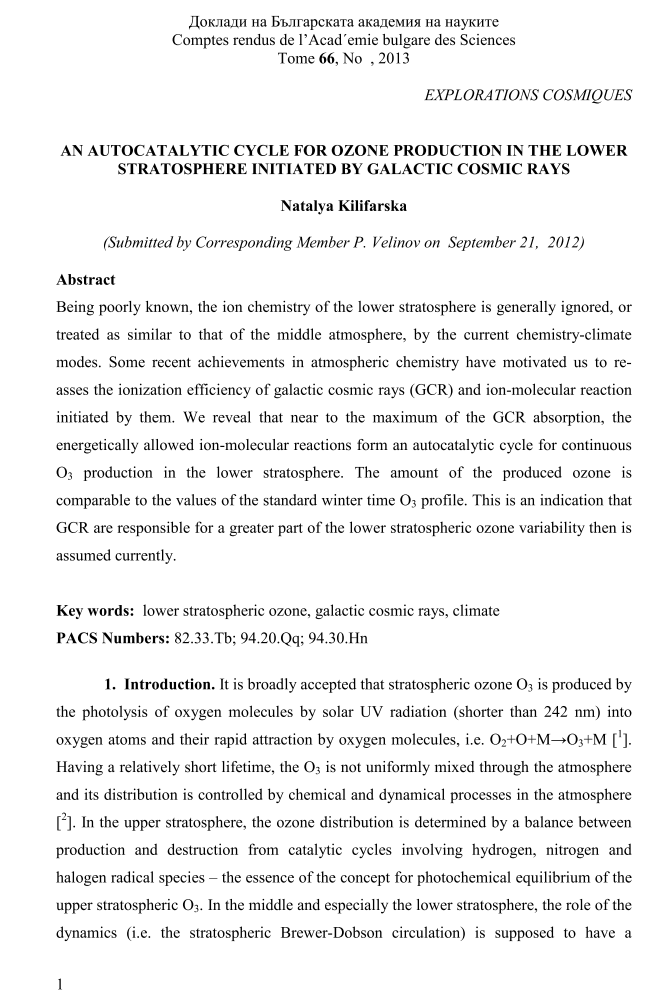 Доклади на Българската академия на науките
Comptes rendus de l’Acad´emie bulgare des Sciences
Tome 66, No , 2013
EXPLORATIONS COSMIQUES
AN AUTOCATALYTIC CYCLE FOR OZONE PRODUCTION IN THE LOWER
STRATOSPHERE INITIATED BY GALACTIC COSMIC RAYS
Natalya Kilifarska
(Submitted by Corresponding Member P. Velinov on September 21, 2012)
Abstract
Being poorly known, the ion chemistry of the lower stratosphere is generally ignored, or
treated as similar to that of the middle atmosphere, by the current chemistry-climate
modes. Some recent achievements in atmospheric chemistry have motivated us to re-
asses the ionization efficiency of galactic cosmic rays (GCR) and ion-molecular reaction
initiated by them. We reveal that near to the maximum of the GCR absorption, the
energetically allowed ion-molecular reactions form an autocatalytic cycle for continuous
O₃ production in the lower stratosphere. The amount of the produced ozone is
comparable to the values of the standard winter time O₃ profile. This is an indication that
GCR are responsible for a greater part of the lower stratospheric ozone variability then is
assumed currently.
Key words: lower stratospheric ozone, galactic cosmic rays, climate
PACS Numbers: 82.33.Tb; 94.20.Qq; 94.30.Hn
1. Introduction. It is broadly accepted that stratospheric ozone O₃ is produced by
the photolysis of oxygen molecules by solar UV radiation (shorter than 242 nm) into
oxygen atoms and their rapid attraction by oxygen molecules, i.e. O₂+O+M→O₃+M [¹].
Having a relatively short lifetime, the O₃ is not uniformly mixed through the atmosphere
and its distribution is controlled by chemical and dynamical processes in the atmosphere
[²]. In the upper stratosphere, the ozone distribution is determined by a balance between
production and destruction from catalytic cycles involving hydrogen, nitrogen and
halogen radical species – the essence of the concept for photochemical equilibrium of the
upper stratospheric O₃. In the middle and especially the lower stratosphere, the role of the
dynamics (i.e. the stratospheric Brewer-Dobson circulation) is supposed to have a
1